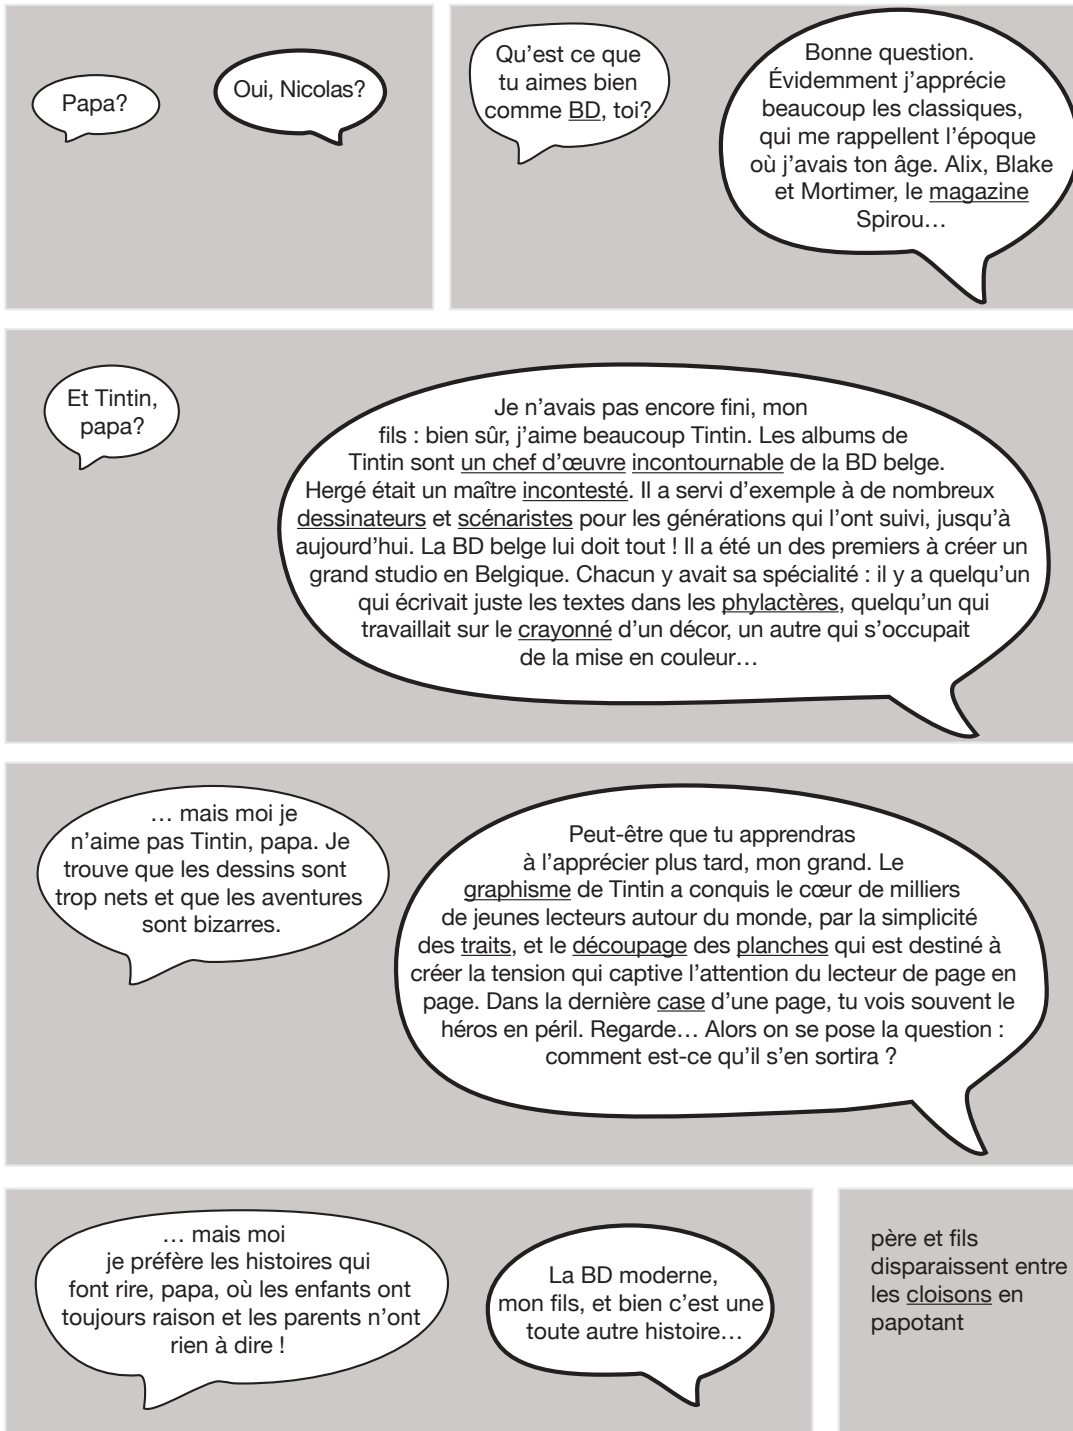 Papa?
Oui, Nicolas?
Qu'est ce que
tu aimes bien
comme BD, toi?
Bonne question.
Évidemment j'apprécie
beaucoup les classiques,
qui me rappellent l'époque
où j'avais ton âge. Alix, Blake
et Mortimer, le magazine
Spirou…
Et Tintin,
papa?
Je n'avais pas encore fini, mon
fils : bien sûr, j'aime beaucoup Tintin. Les albums de
Tintin sont un chef d'œuvre incontournable de la BD belge.
Hergé était un maître incontesté. Il a servi d'exemple à de nombreux
dessinateurs et scénaristes pour les générations qui l'ont suivi, jusqu'à
aujourd'hui. La BD belge lui doit tout ! Il a été un des premiers à créer un
grand studio en Belgique. Chacun y avait sa spécialité : il y a quelqu'un
qui écrivait juste les textes dans les phylactères, quelqu'un qui
travaillait sur le crayonné d'un décor, un autre qui s'occupait
de la mise en couleur…
… mais moi je
n'aime pas Tintin, papa. Je
trouve que les dessins sont
trop nets et que les aventures
sont bizarres.
Peut-être que tu apprendras
à l'apprécier plus tard, mon grand. Le
graphisme de Tintin a conquis le cœur de milliers
de jeunes lecteurs autour du monde, par la simplicité
des traits, et le découpage des planches qui est destiné à
créer la tension qui captive l'attention du lecteur de page en
page. Dans la dernière case d'une page, tu vois souvent le
héros en péril. Regarde… Alors on se pose la question :
comment est-ce qu'il s'en sortira ?
… mais moi
je préfère les histoires qui
font rire, papa, où les enfants ont
toujours raison et les parents n'ont
rien à dire !
La BD moderne,
mon fils, et bien c'est une
toute autre histoire…
père et fils
disparaissent entre
les cloisons en
papotant